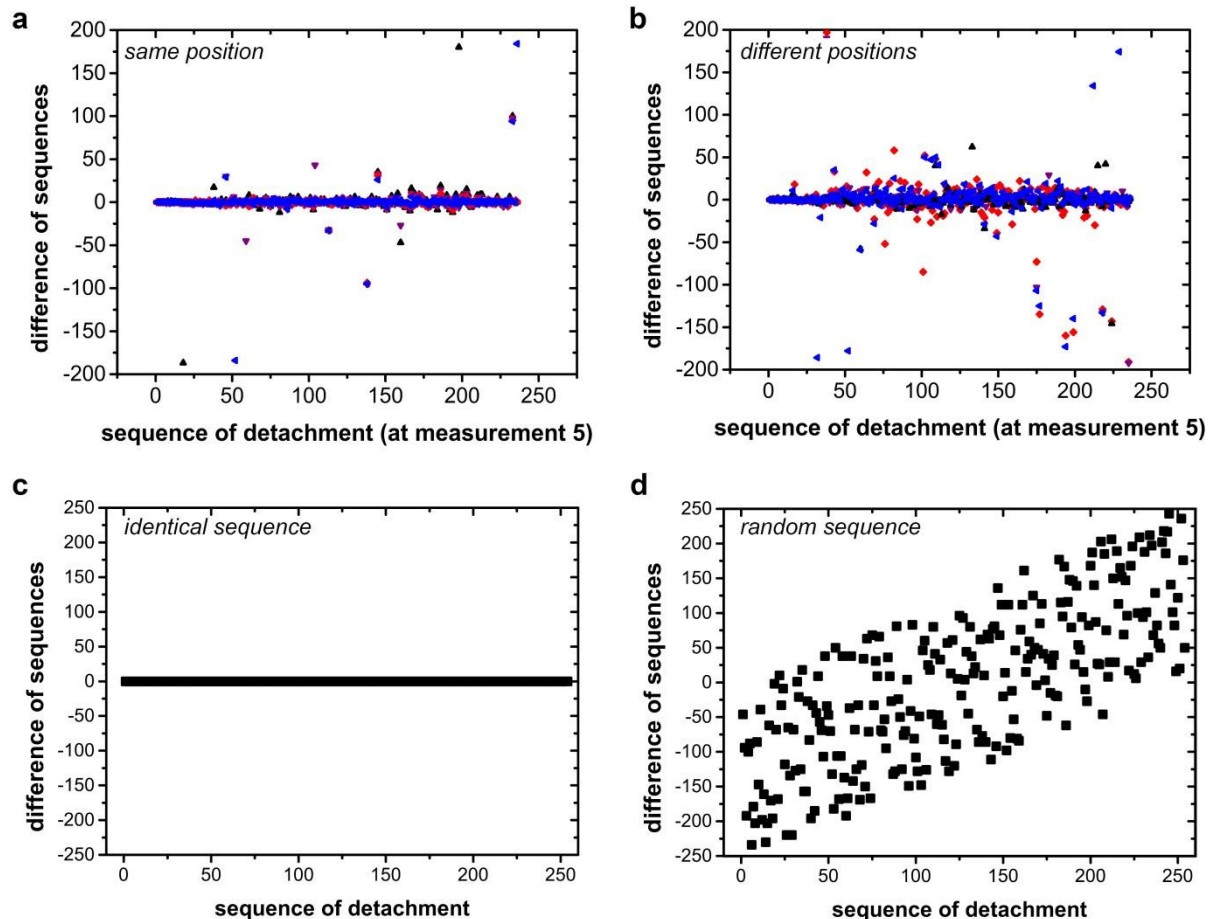 a
same position
difference of sequences
200
150
100
50
0
-50
-100
-150
-200
0 50 100 150 200 250
sequence of detachment (at measurement 5)
b
different positions
difference of sequences
200
150
100
50
0
-50
-100
-150
-200
0 50 100 150 200 250
sequence of detachment (at measurement 5)
c
identical sequence
difference of sequences
250
200
150
100
50
0
-50
-100
-150
-200
-250
0 50 100 150 200 250
sequence of detachment
d
random sequence
difference of sequences
250
200
150
100
50
0
-50
-100
-150
-200
-250
0 50 100 150 200 250
sequence of detachment